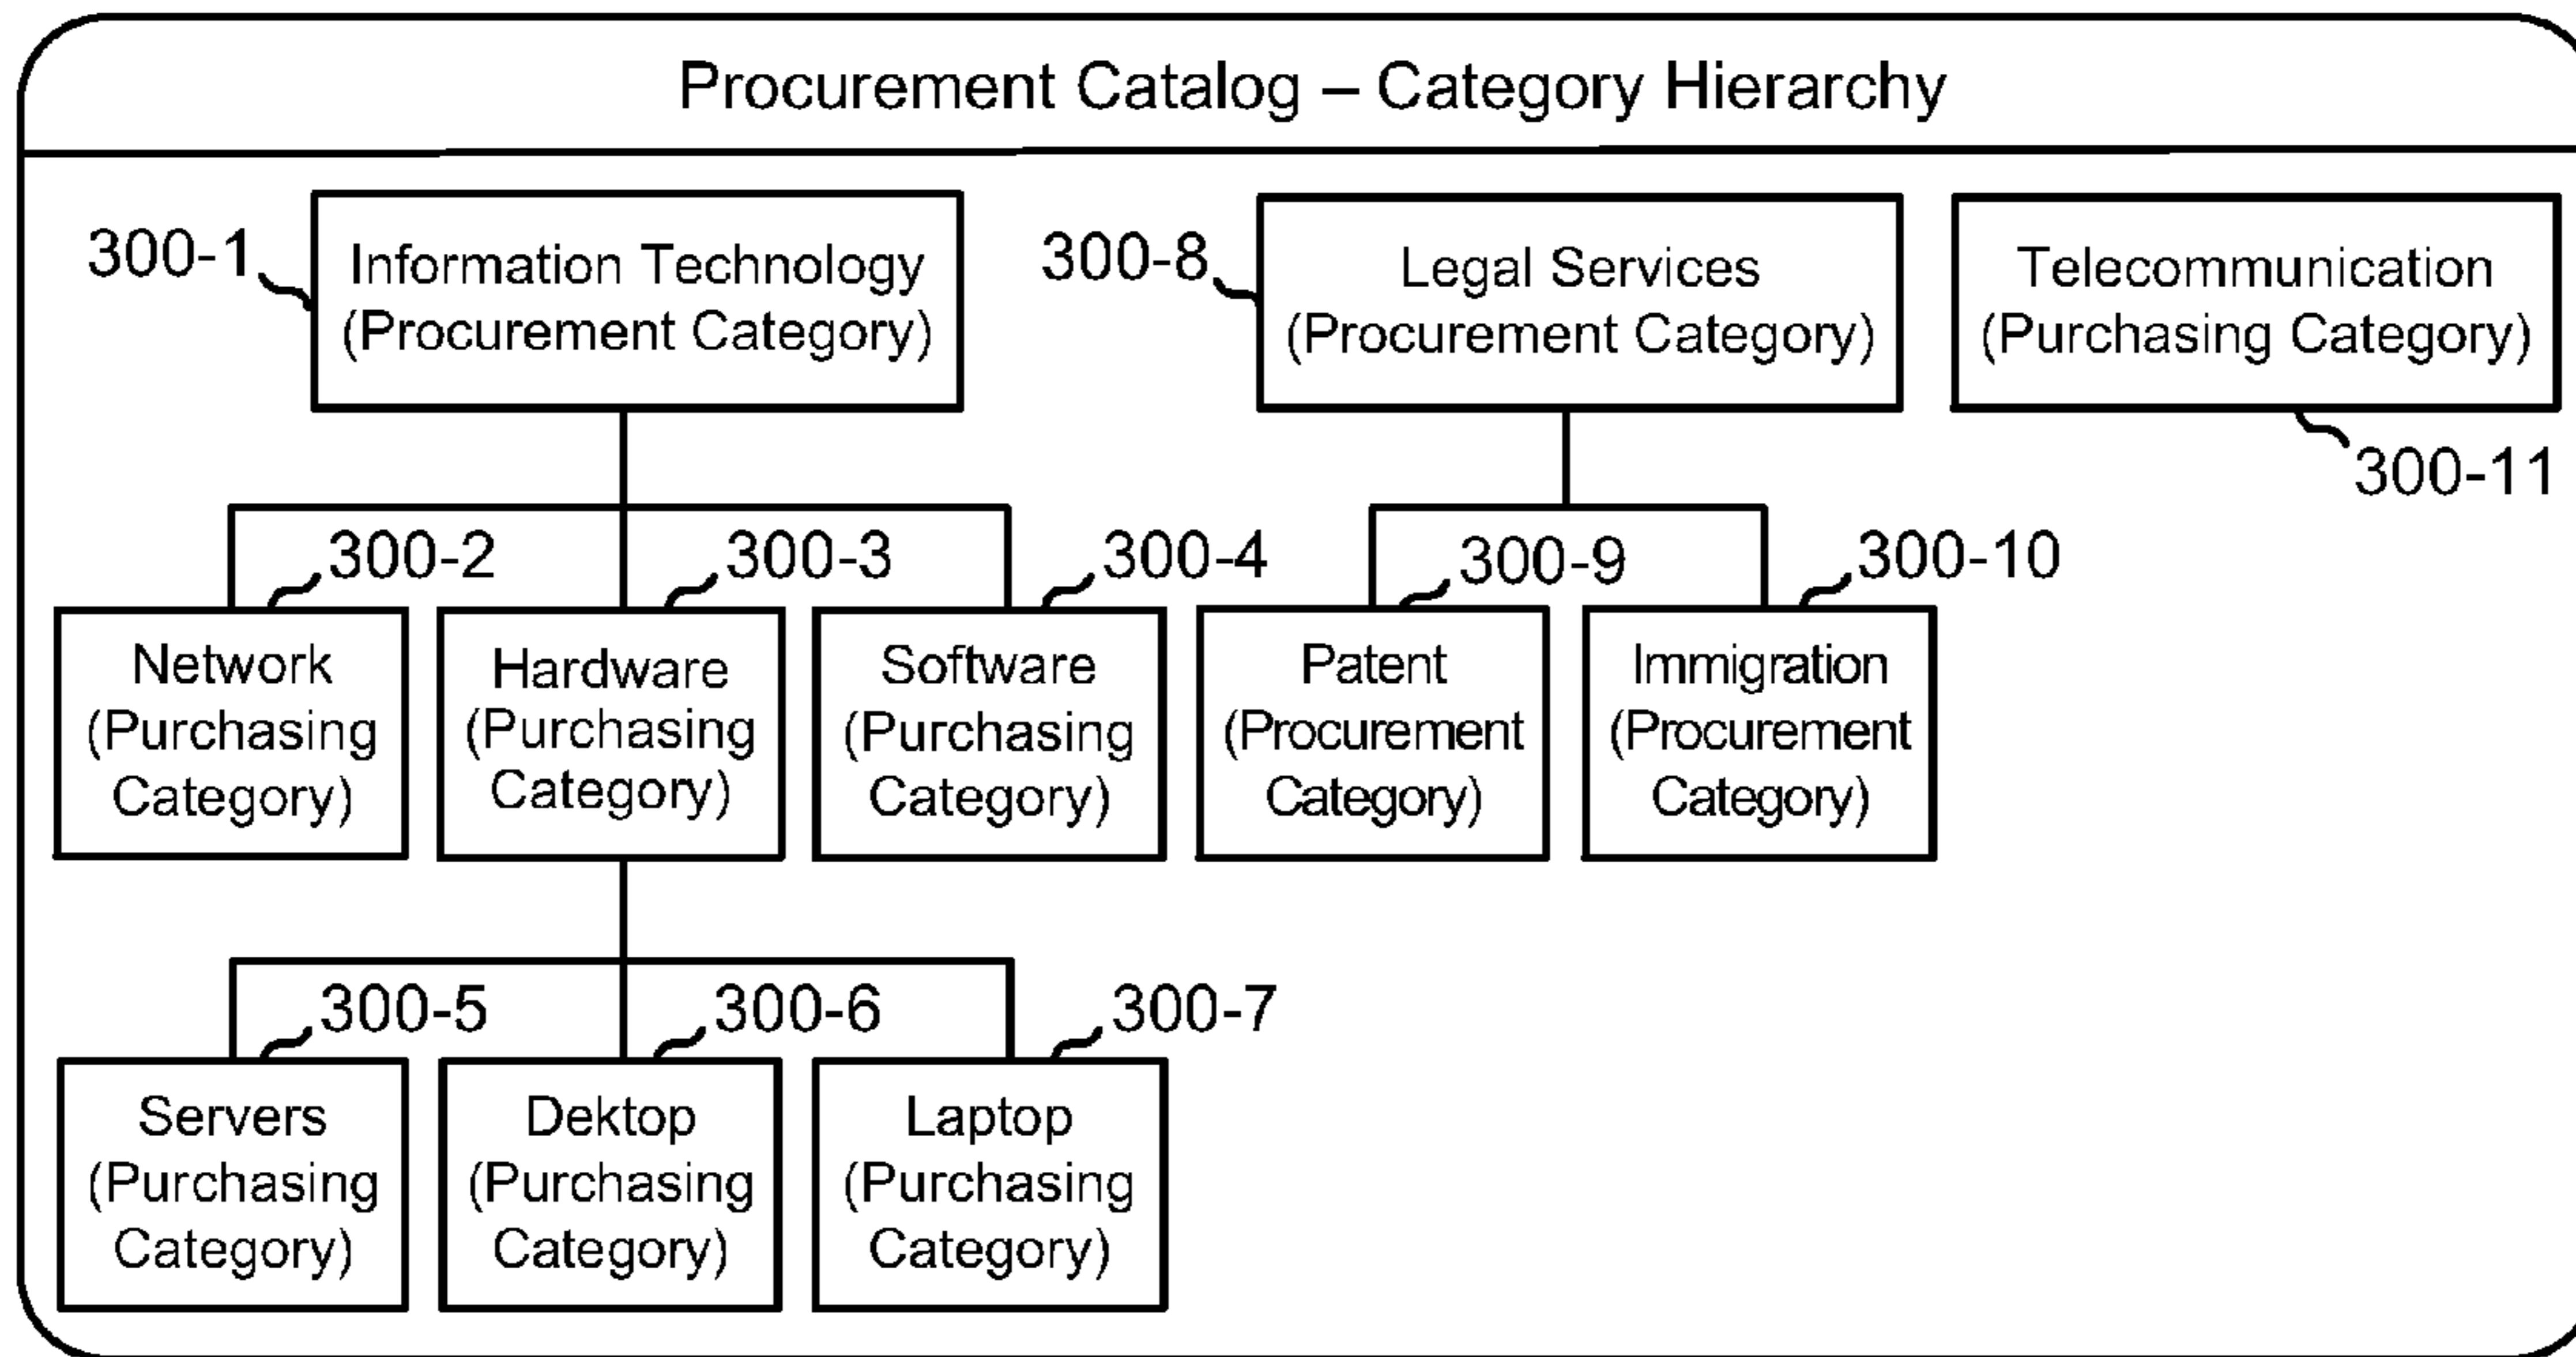 Procurement Catalog – Category Hierarchy
300-1
Information Technology
(Procurement Category)
300-8
Legal Services
(Procurement Category)
Telecommunication
(Purchasing Category)
300-11
300-2
300-3
300-4
300-9
300-10
Network
(Purchasing
Category)
Hardware
(Purchasing
Category)
Software
(Purchasing
Category)
Patent
(Procurement
Category)
Immigration
(Procurement
Category)
300-5
300-6
300-7
Servers
(Purchasing
Category)
Dektop
(Purchasing
Category)
Laptop
(Purchasing
Category)